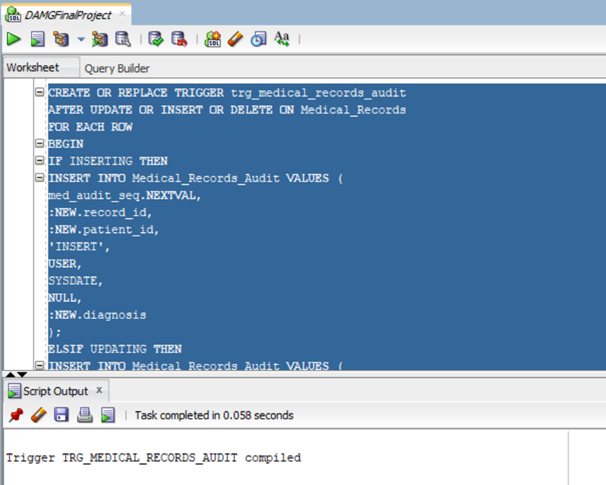 DAMGFinalProject
Worksheet Query Builder
CREATE OR REPLACE TRIGGER trg_medical_records_audit
AFTER UPDATE OR INSERT OR DELETE ON Medical_Records
FOR EACH ROW
BEGIN
IF INSERTING THEN
INSERT INTO Medical_Records_Audit VALUES (
med_audit_seq.NEXTVAL,
:NEW.record_id,
:NEW.patient_id,
'INSERT',
USER,
SYSDATE,
NULL,
:NEW.diagnosis
);
ELSIF UPDATING THEN
INSERT INTO Medical_Records_Audit VALUES (
Script Output x
Task completed in 0.058 seconds
Trigger TRG_MEDICAL_RECORDS_AUDIT compiled